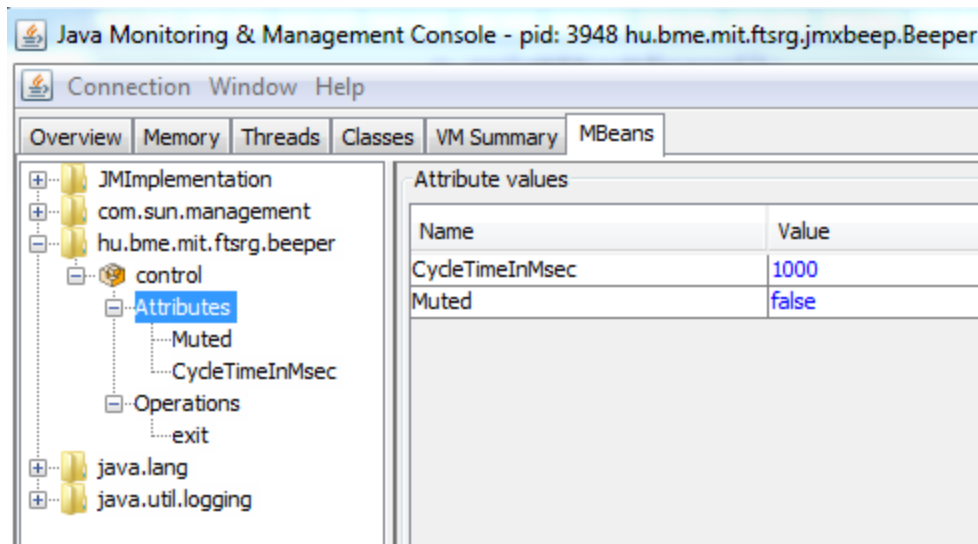 Java Monitoring & Management Console - pid: 3948 hu.bme.mit.ftsrg.jmxbeep.Beeper
Connection Window Help
Overview Memory Threads Classes VM Summary MBeans
JMImplementation
com.sun.management
hu.bme.mit.ftsrg.beeper
control
Attributes
Muted
CycleTimeInMsec
Operations
exit
java.lang
java.util.logging
Attribute values
Name Value
CycleTimeInMsec 1000
Muted false